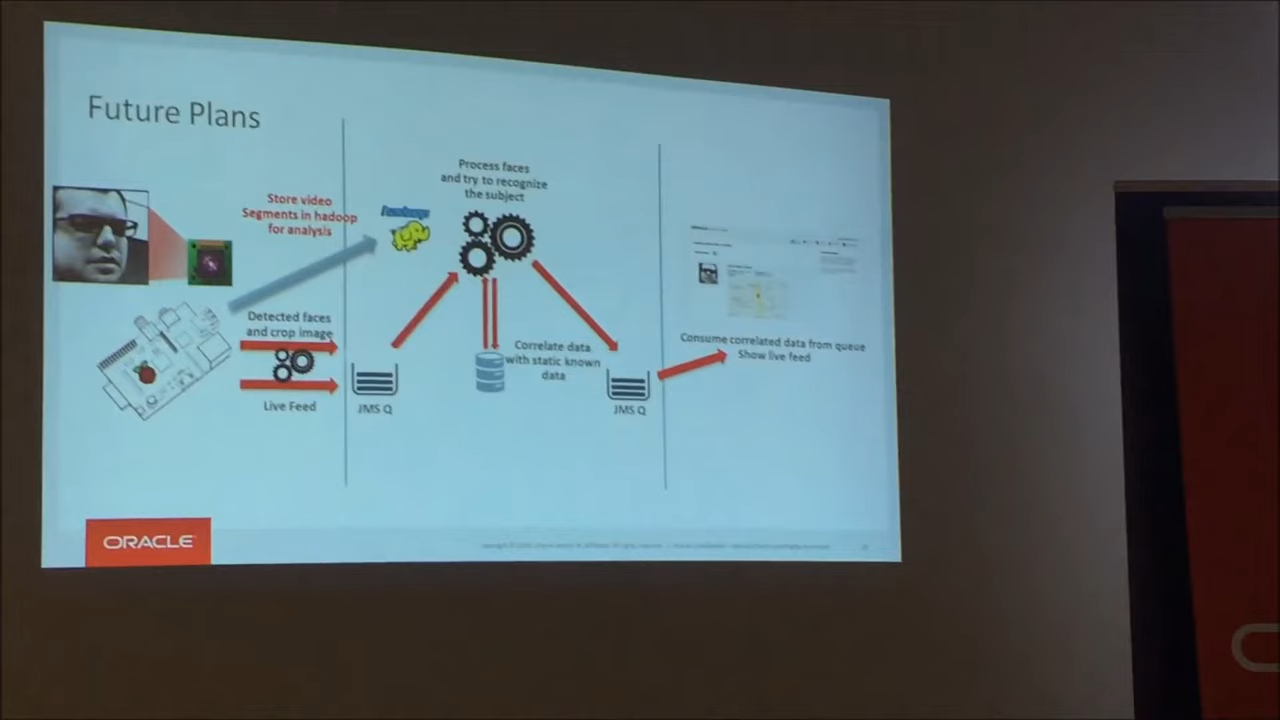 Future Plans
Process faces
and try to recognize
the subject
Store video
Segments in hadoop
for analysis
hadoop
Detected faces
and crop image
Correlate data
with static known
data
Consume correlated data from queue
Show live feed
Live Feed
JMS Q
JMS Q
ORACLE